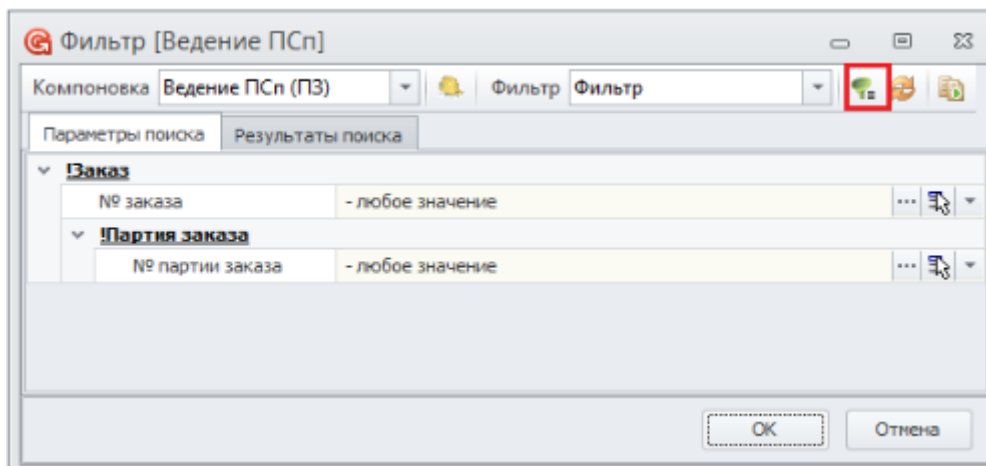 Фильтр [Ведение ПСп]
Компоновка Ведение ПСп (ПЗ) Фильтр Фильтр
Параметры поиска Результаты поиска
!Заказ
№ заказа - любое значение
!Партия заказа
№ партии заказа - любое значение
OK Отмена